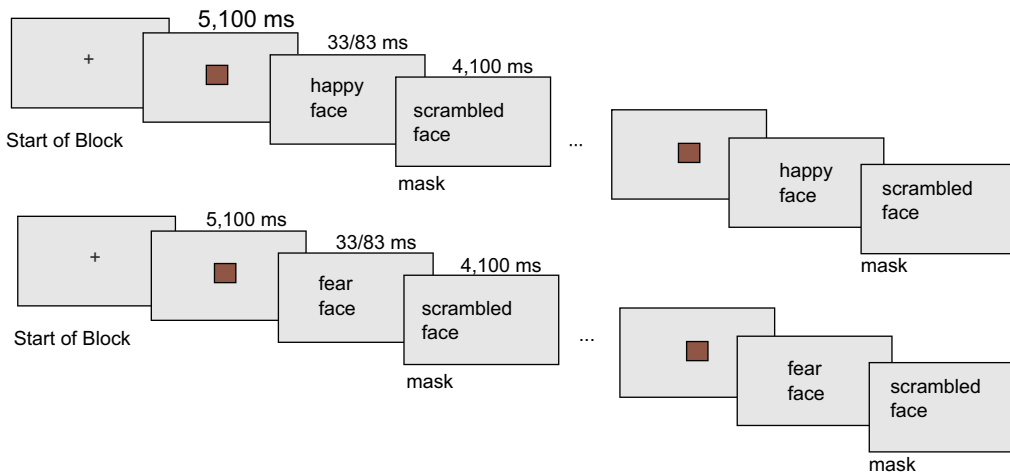 5,100 ms
33/83 ms
4,100 ms
happy
face
scrambled
face
Start of Block
mask
...
happy
face
scrambled
face
mask
5,100 ms
33/83 ms
4,100 ms
fear
face
scrambled
face
Start of Block
mask
...
fear
face
scrambled
face
mask